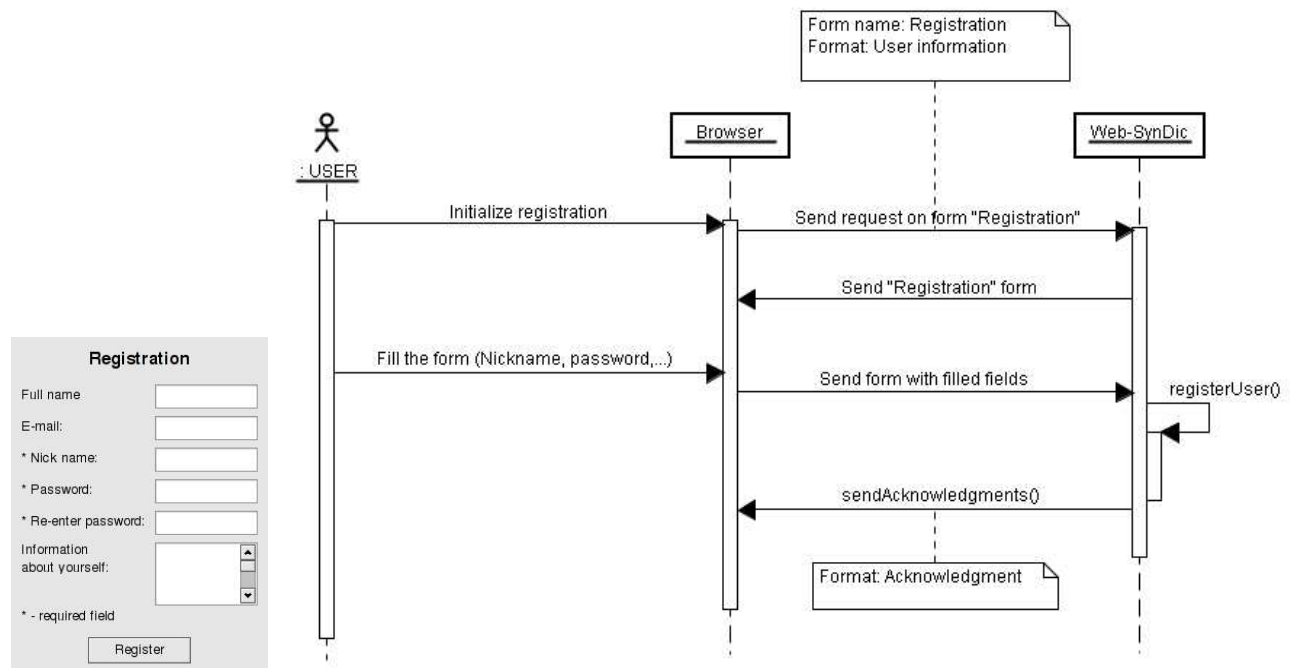 Form name: Registration
Format: User information
: USER
Browser
Web-SynDic
Initialize registration
Send request on form "Registration"
Send "Registration" form
Fill the form (Nickname, password,...)
Send form with filled fields
registerUser()
sendAcknowledgments()
Format: Acknowledgment
Registration
Full name
E-mail:
* Nick name:
* Password:
* Re-enter password:
Information
about yourself:
* - required field
Register